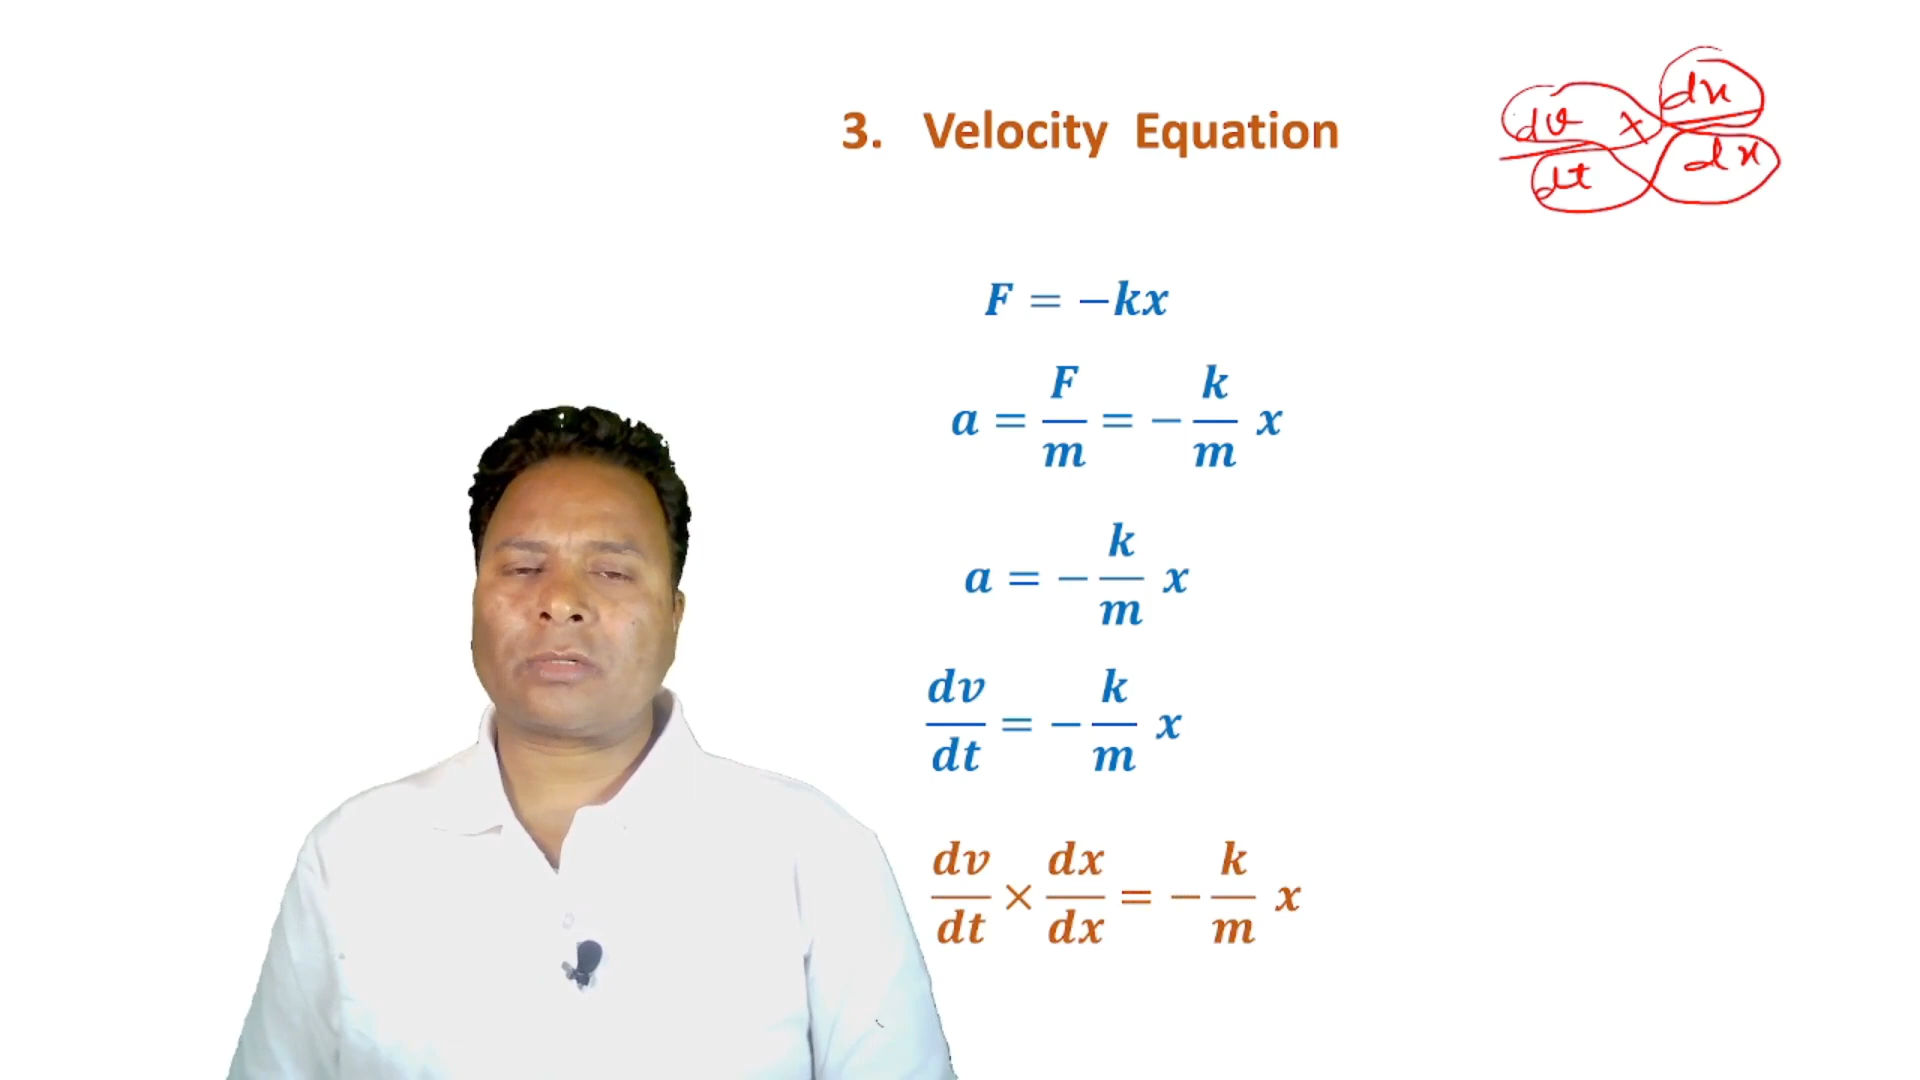 3. Velocity Equation
dv/dt × dx/dx
F = −kx
a = F/m = − k/m x
a = − k/m x
dv/dt = − k/m x
dv/dt × dx/dx = − k/m x